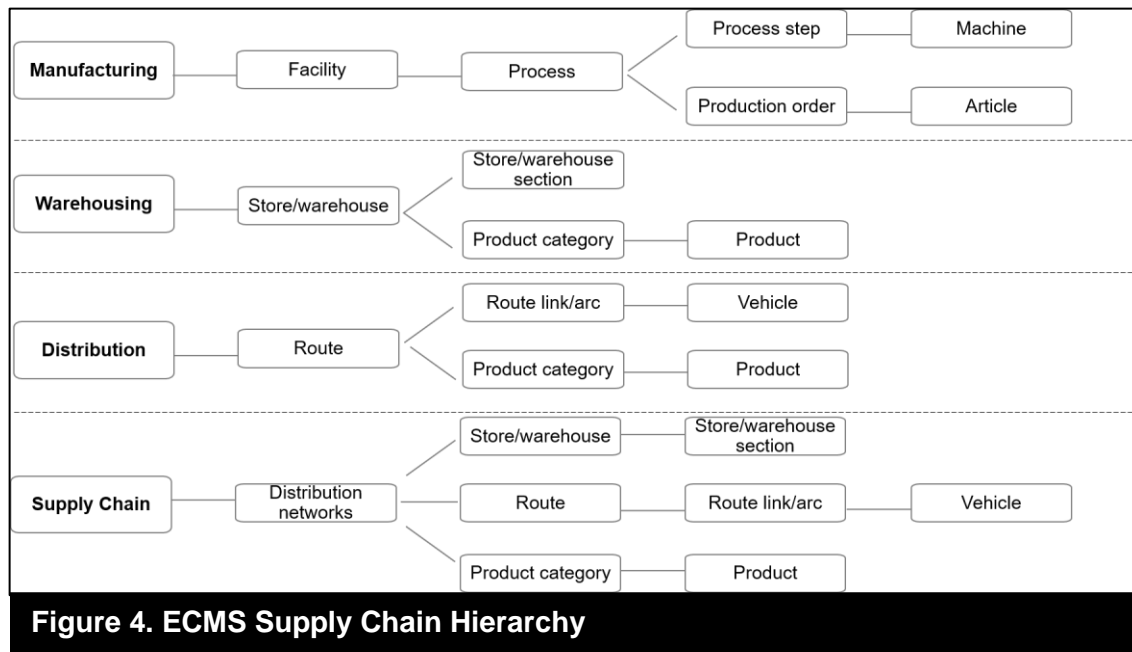 Process step
Machine
Manufacturing
Facility
Process
Production order
Article
Store/warehouse
section
Warehousing
Store/warehouse
Product category
Product
Route link/arc
Vehicle
Distribution
Route
Product category
Product
Store/warehouse
Store/warehouse
section
Supply Chain
Distribution
networks
Route
Route link/arc
Vehicle
Product category
Product
Figure 4. ECMS Supply Chain Hierarchy